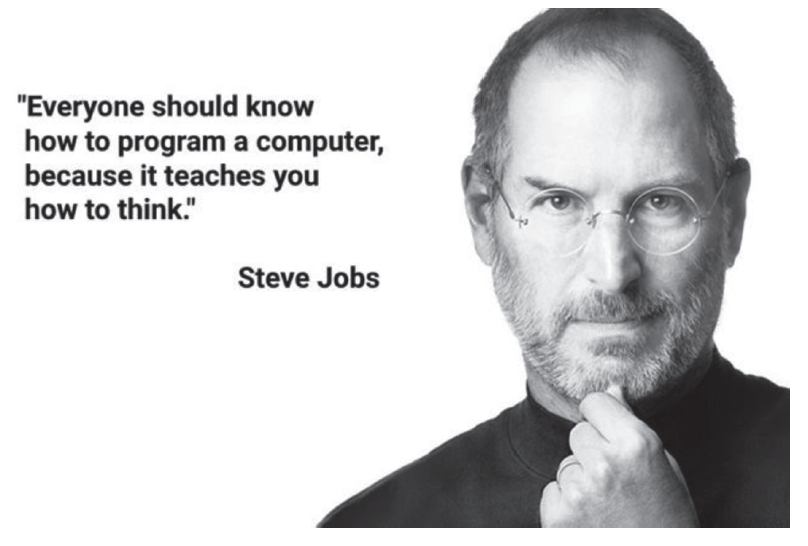 "Everyone should know
how to program a computer,
because it teaches you
how to think."
Steve Jobs